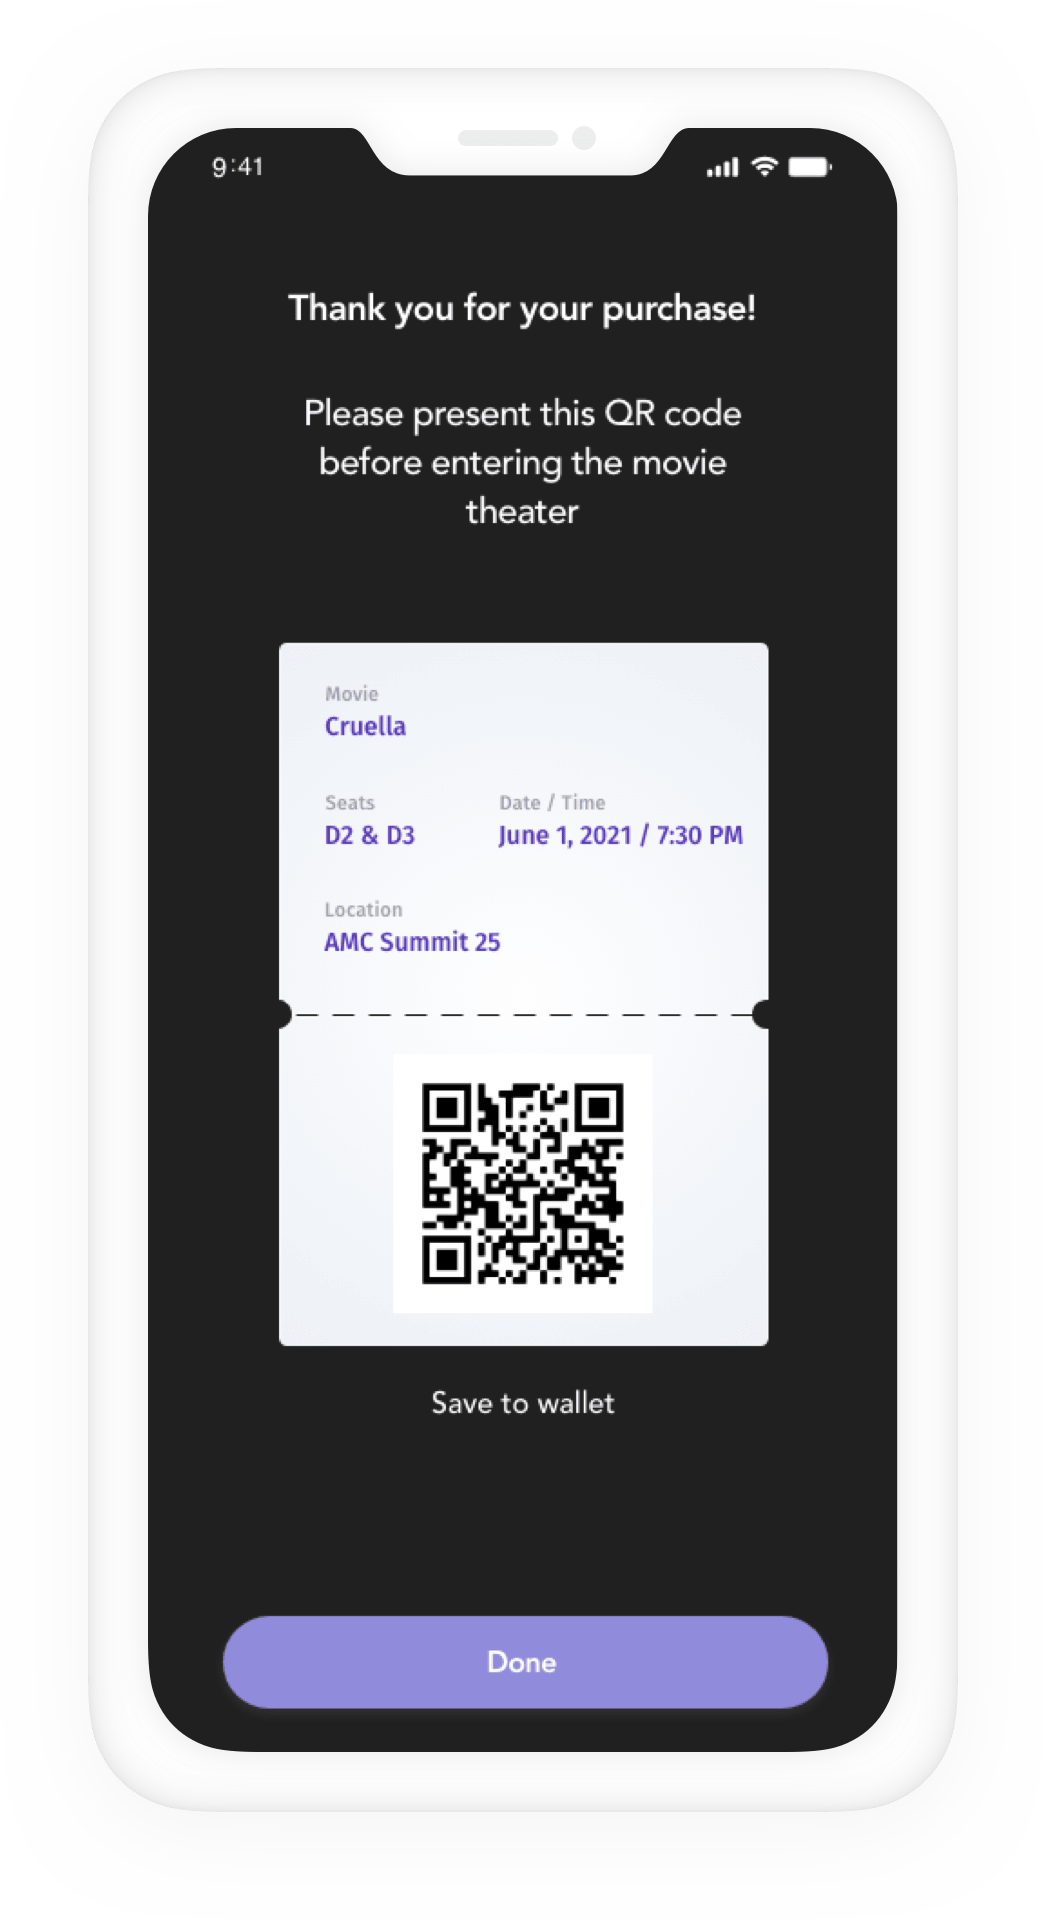 9:41
Thank you for your purchase!
Please present this QR code
before entering the movie
theater
Movie
Cruella
Seats
Date / Time
D2 & D3
June 1, 2021 / 7:30 PM
Location
AMC Summit 25
Save to wallet
Done